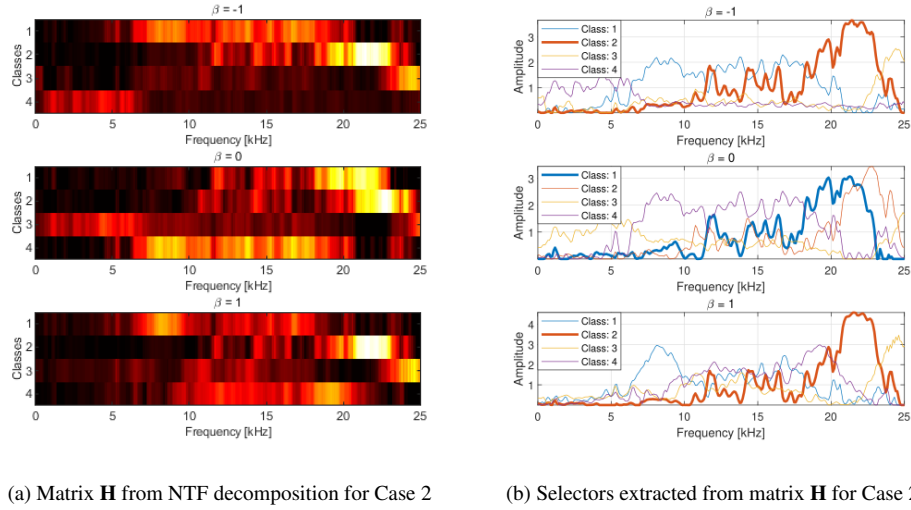 β = -1
Classes
1
2
3
4
0 5 10 15 20 25
Frequency [kHz]
β = 0
Classes
1
2
3
4
0 5 10 15 20 25
Frequency [kHz]
β = 1
Classes
1
2
3
4
0 5 10 15 20 25
Frequency [kHz]
(a) Matrix H from NTF decomposition for Case 2
β = -1
Amplitude
3
2
1
Class: 1
Class: 2
Class: 3
Class: 4
0 5 10 15 20 25
Frequency [kHz]
β = 0
Amplitude
3
2
1
Class: 1
Class: 2
Class: 3
Class: 4
0 5 10 15 20 25
Frequency [kHz]
β = 1
Amplitude
4
3
2
1
Class: 1
Class: 2
Class: 3
Class: 4
0 5 10 15 20 25
Frequency [kHz]
(b) Selectors extracted from matrix H for Case 2